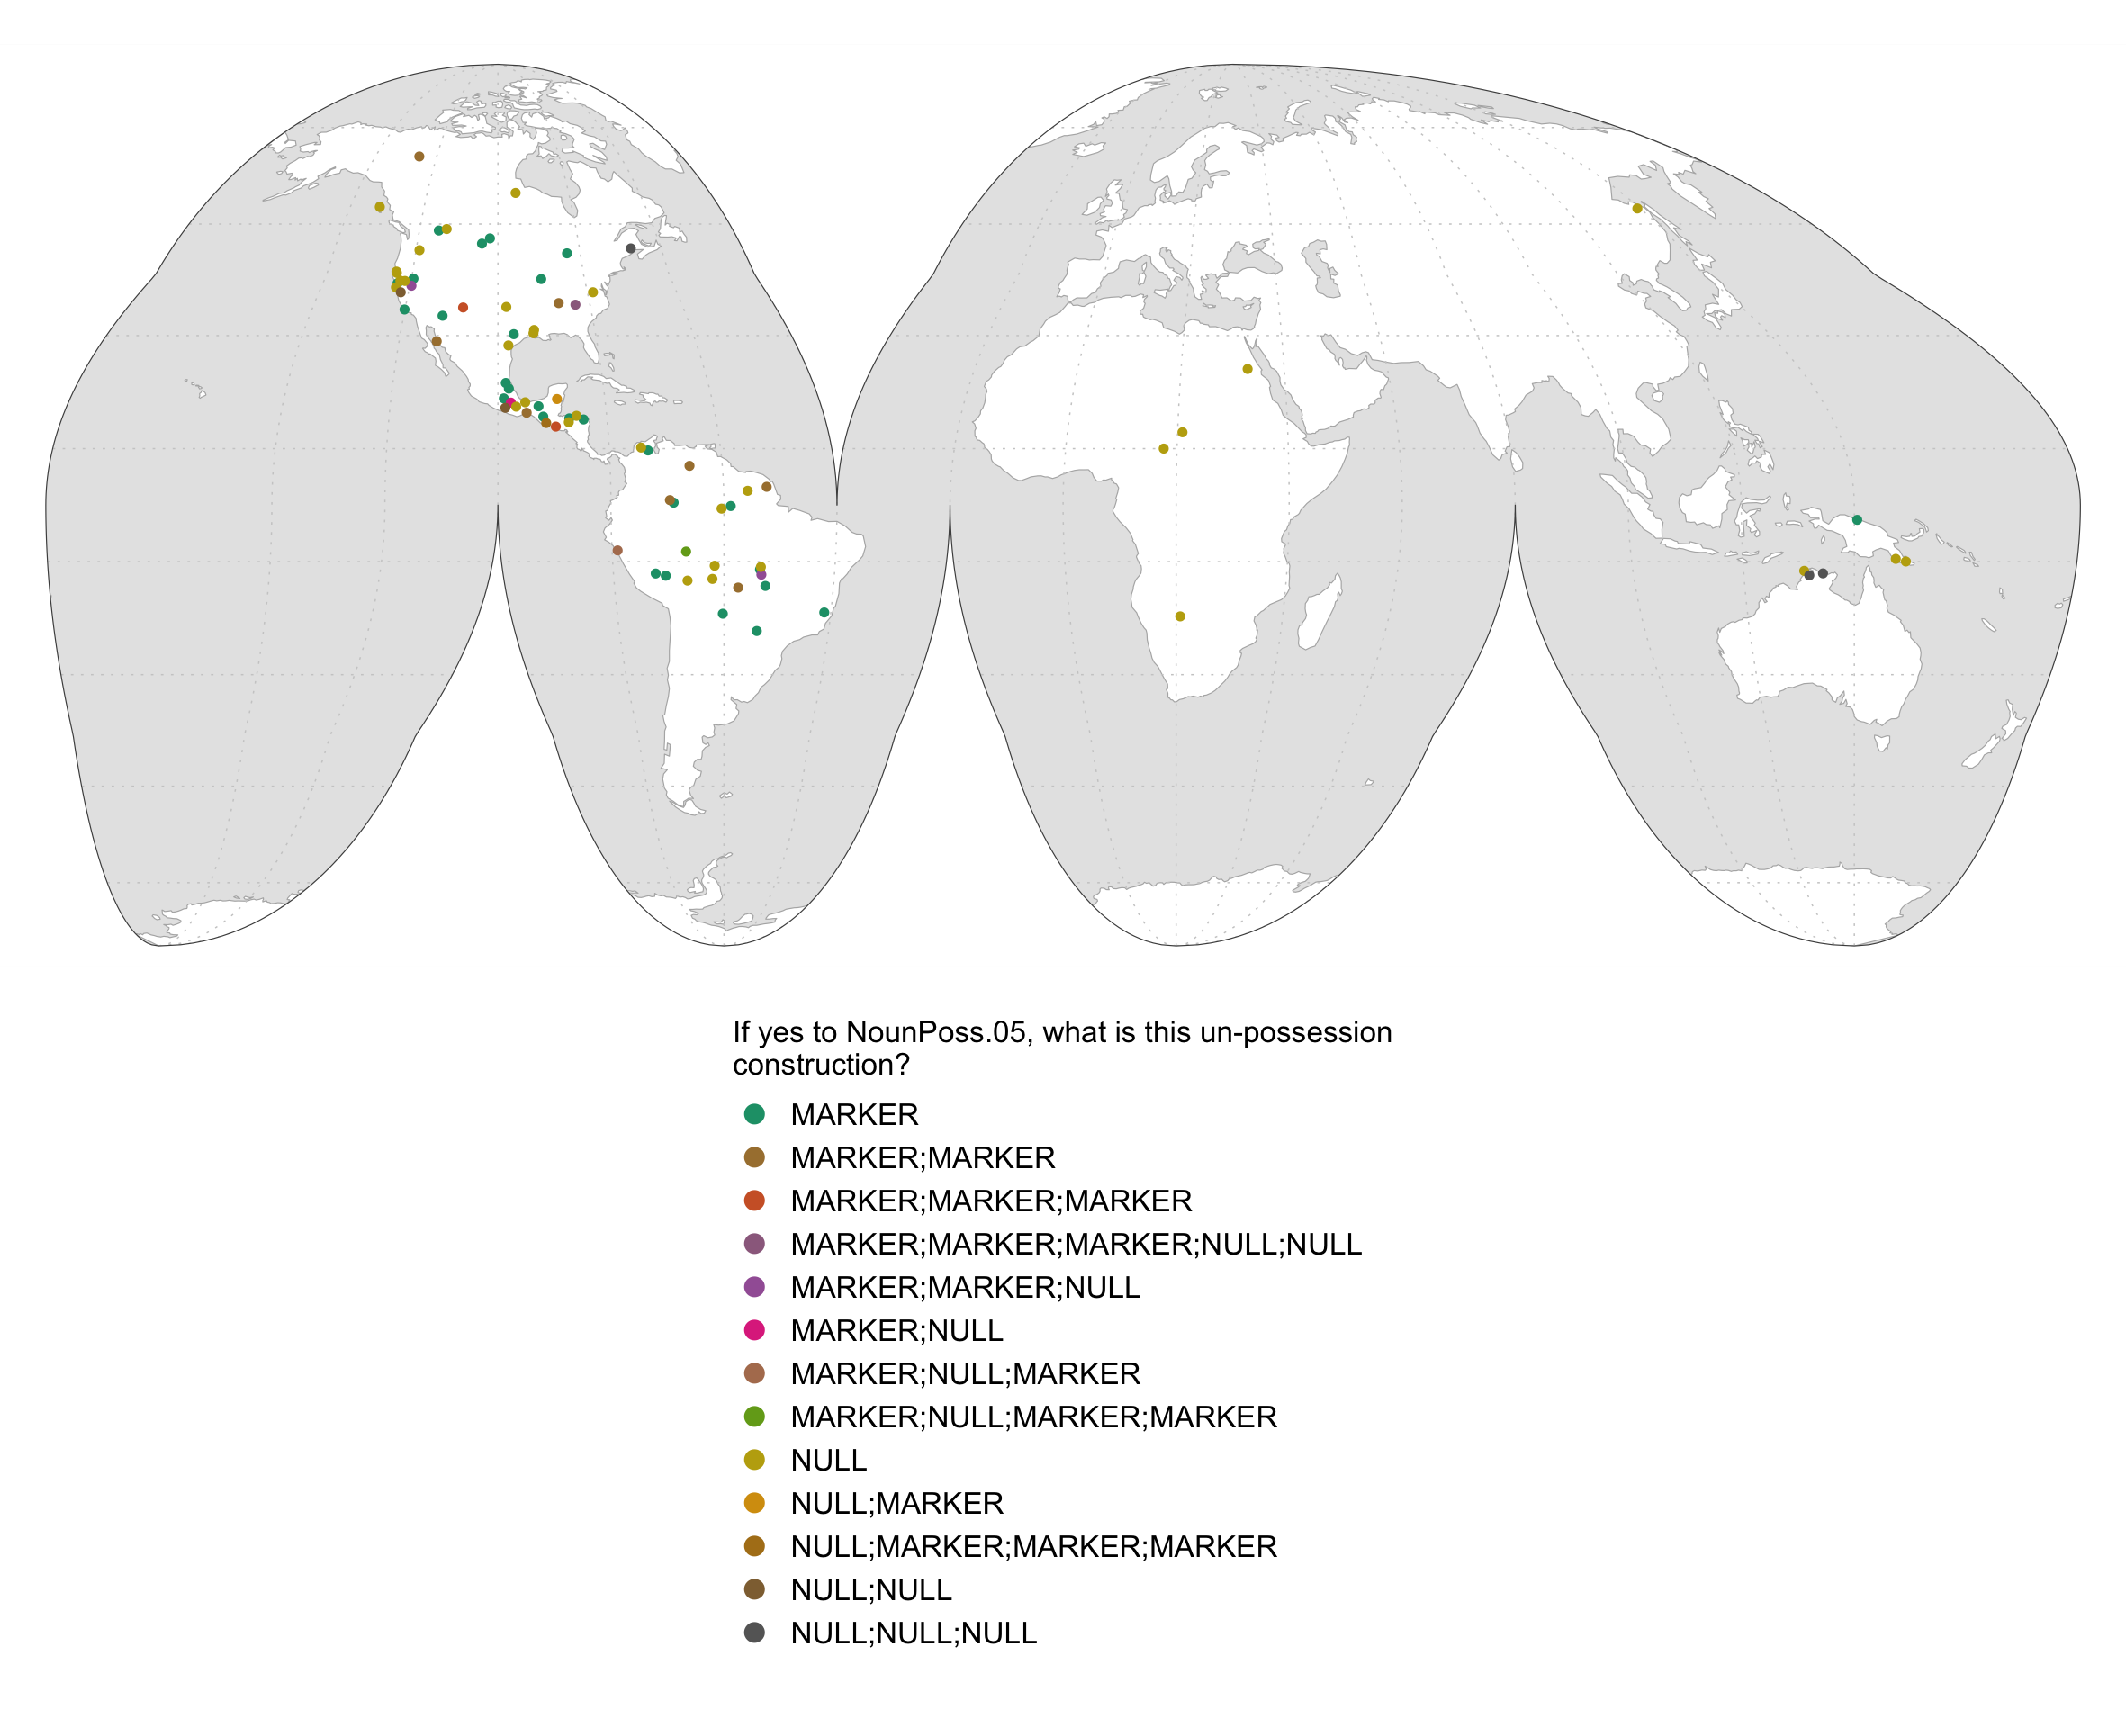 If yes to NounPoss.05, what is this un-possession
construction?
MARKER
MARKER;MARKER
MARKER;MARKER;MARKER
MARKER;MARKER;MARKER;NULL;NULL
MARKER;MARKER;NULL
MARKER;NULL
MARKER;NULL;MARKER
MARKER;NULL;MARKER;MARKER
NULL
NULL;MARKER
NULL;MARKER;MARKER;MARKER
NULL;NULL
NULL;NULL;NULL